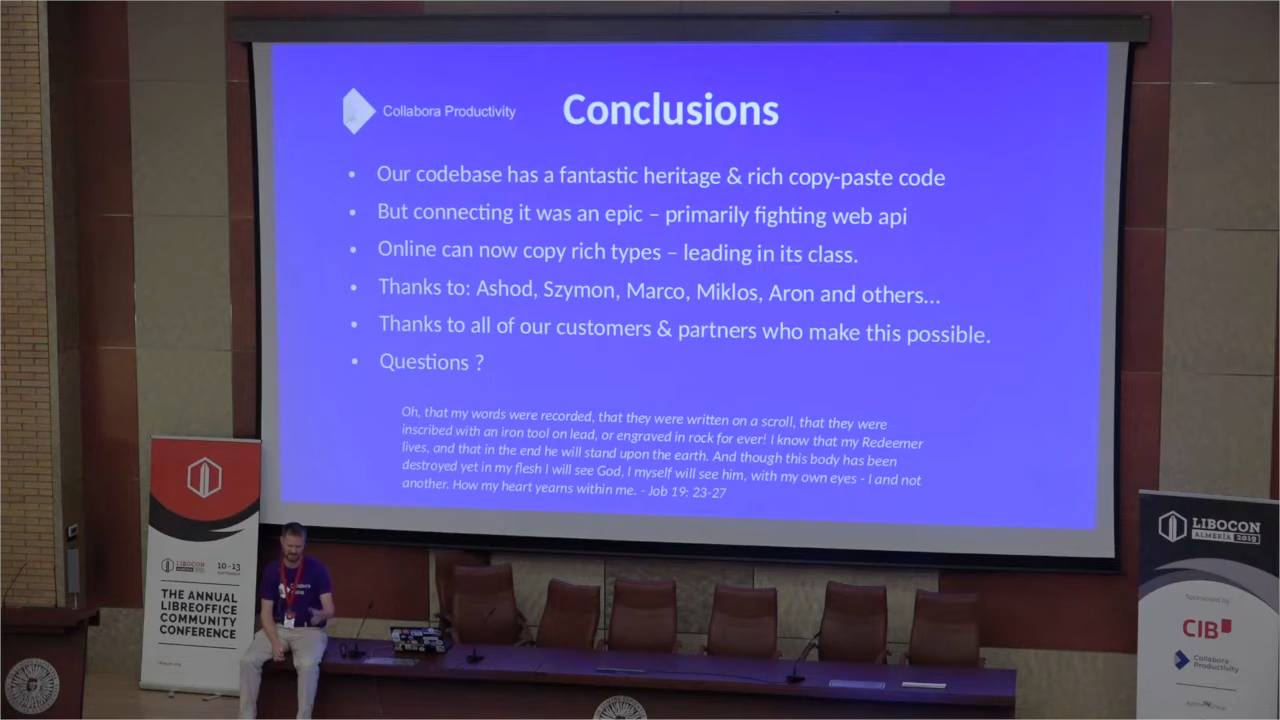 Collabora Productivity
Conclusions
• Our codebase has a fantastic heritage & rich copy-paste code
• But connecting it was an epic – primarily fighting web api
• Online can now copy rich types – leading in its class.
• Thanks to: Ashod, Szymon, Marco, Miklos, Aron and others...
• Thanks to all of our customers & partners who make this possible.
• Questions ?
Oh, that my words were recorded, that they were written on a scroll, that they were
inscribed with an iron tool on lead, or engraved in rock for ever! I know that my Redeemer
lives, and that in the end he will stand upon the earth. And though this body has been
destroyed yet in my flesh I will see God, I myself will see him, with my own eyes - I and not
another. How my heart yearns within me. - Job 19: 23-27
LIBOCON
10-13
THE ANNUAL
LIBREOFFICE
COMMUNITY
CONFERENCE
Collabora
LIBOCON
ALMERÍA 2019
Sponsored by
CIB
Collabora
Productivity